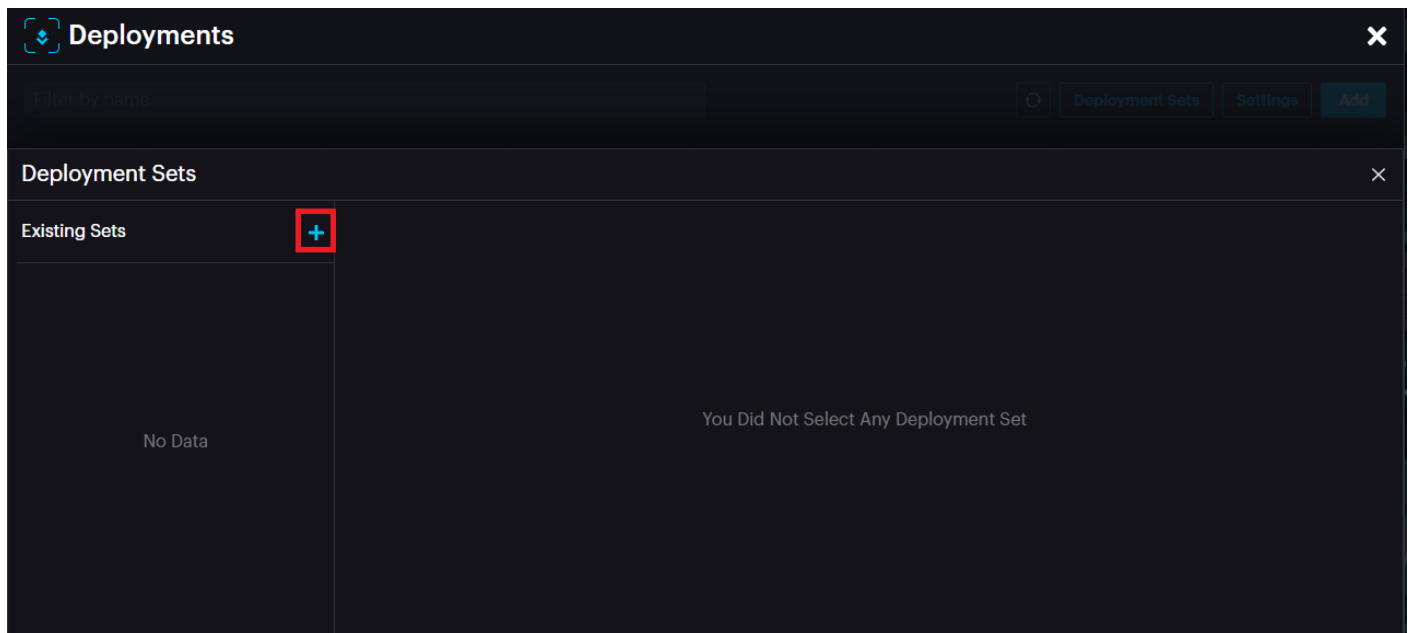 Deployments
Filter by name
Deployment Sets Settings Add
Deployment Sets
Existing Sets
You Did Not Select Any Deployment Set
No Data